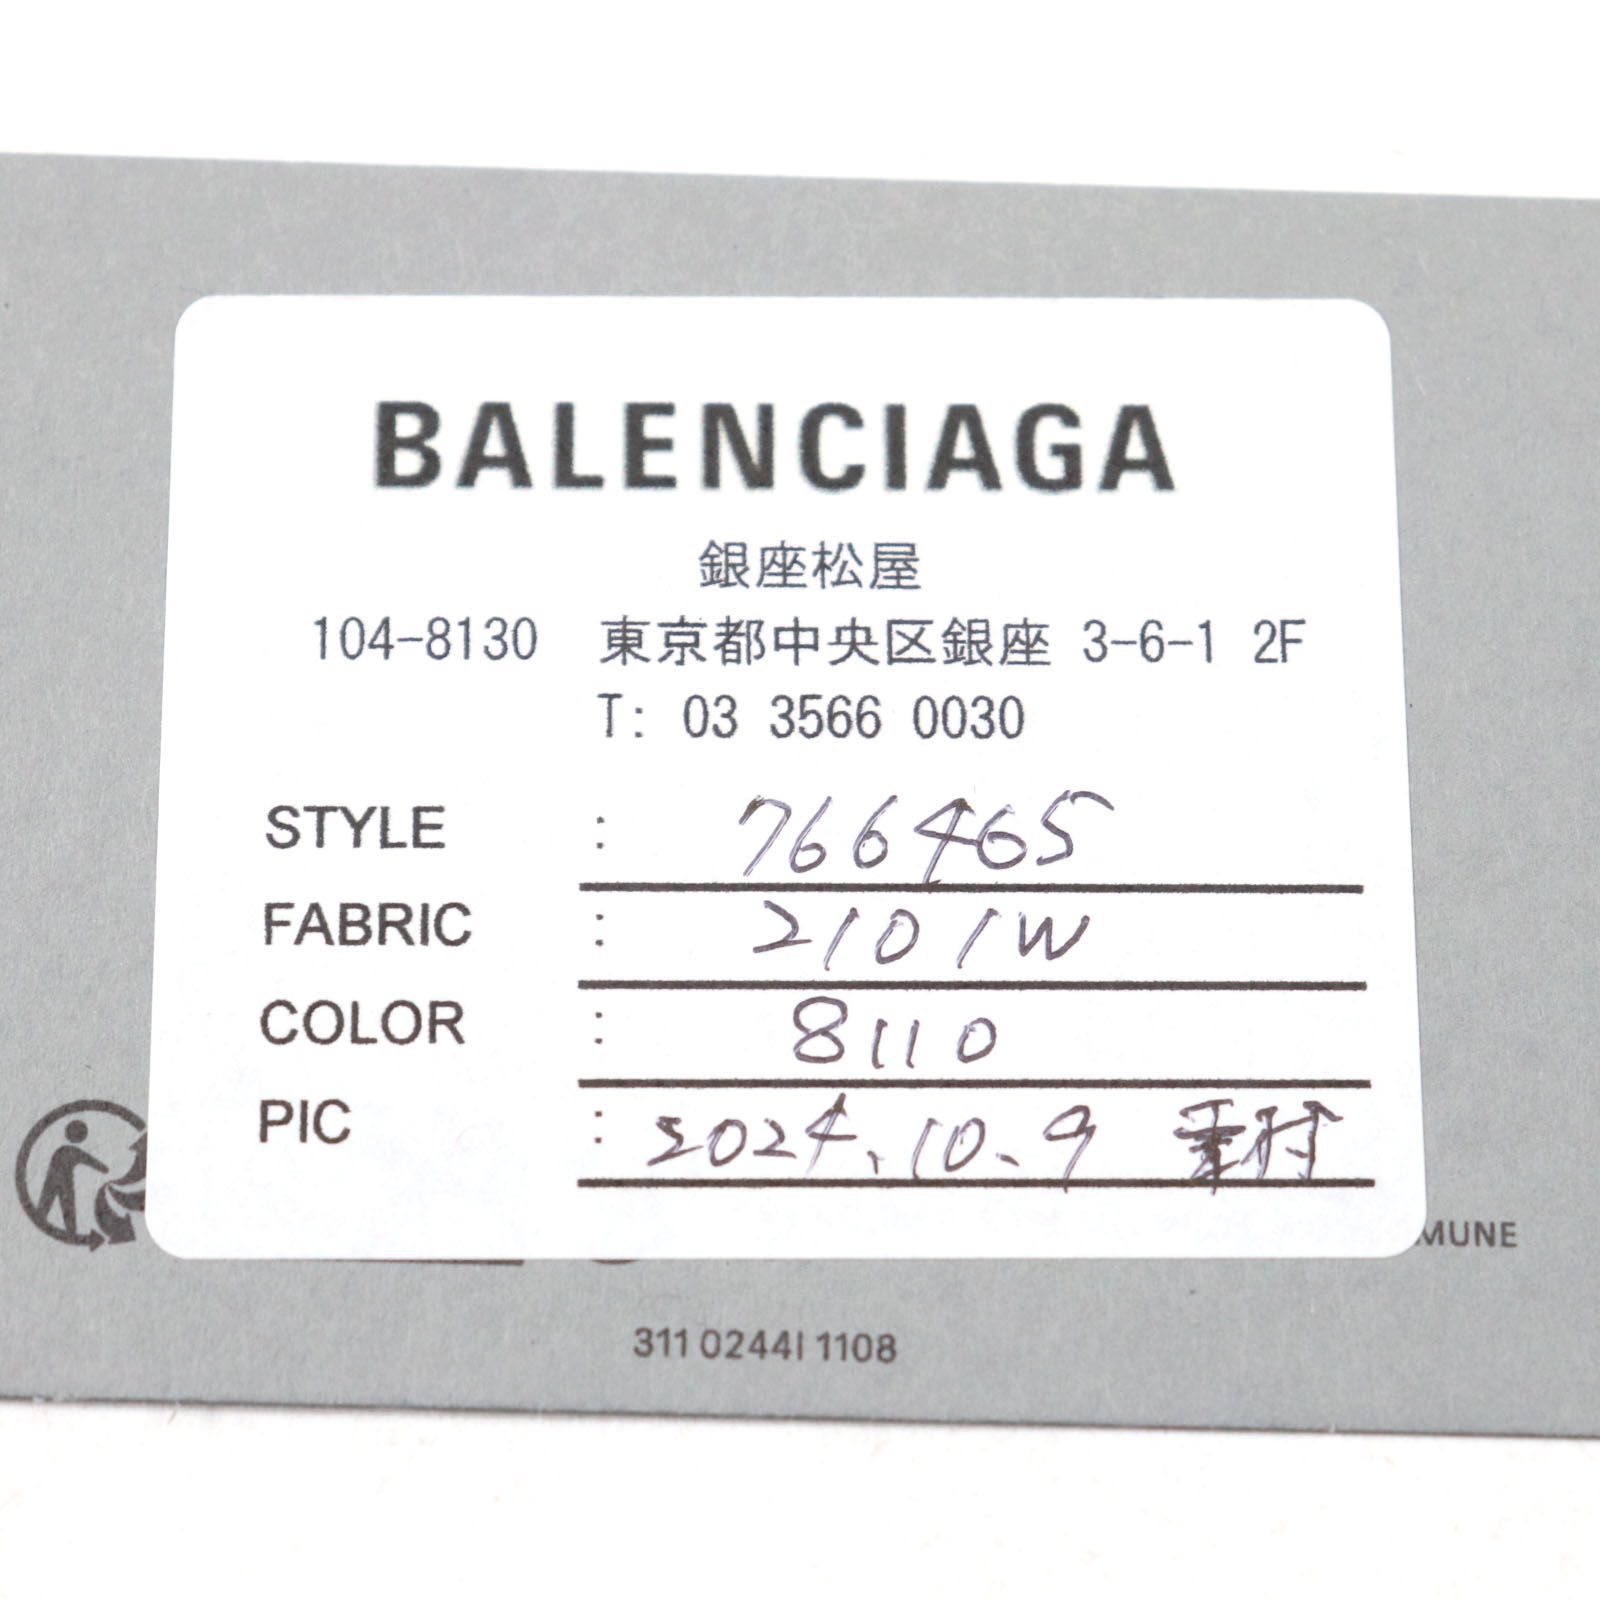 BALENCIAGA
銀座松屋
104-8130 東京都中央区銀座 3-6-1 2F
T: 03 3566 0030
STYLE : 766465
FABRIC : 2101W
COLOR : 8110
PIC : 2024.10.9 村
MUNE
311 0244I 1108